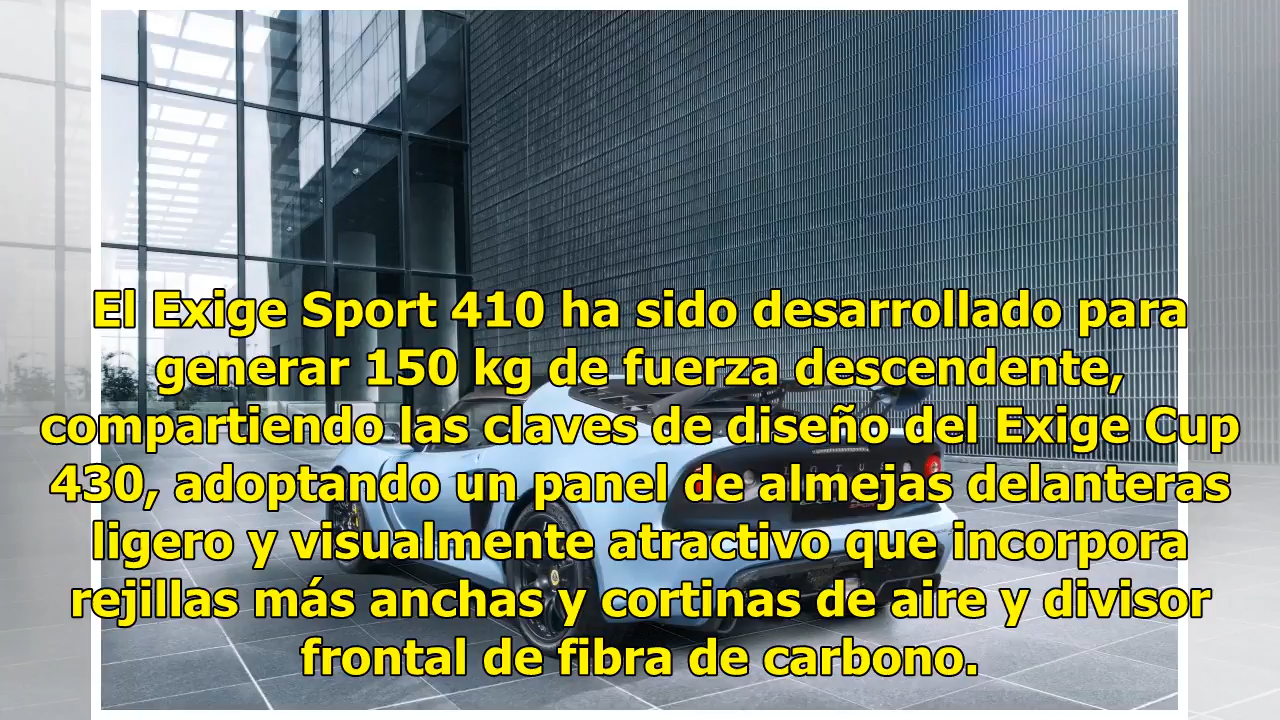 El Exige Sport 410 ha sido desarrollado para
generar 150 kg de fuerza descendente,
compartiendo las claves de diseño del Exige Cup
430, adoptando un panel de almejas delanteras
ligero y visualmente atractivo que incorpora
rejillas más anchas y cortinas de aire y divisor
frontal de fibra de carbono.